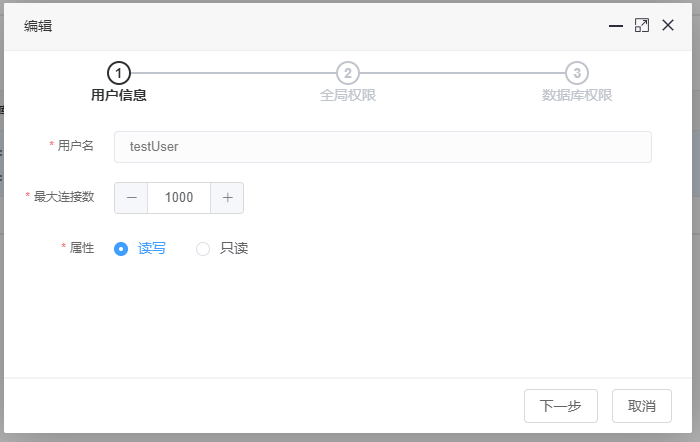 编辑
1 2 3
用户信息 全局权限 数据库权限
* 用户名 testUser
* 最大连接数 − 1000 +
* 属性 读写 只读
下一步 取消